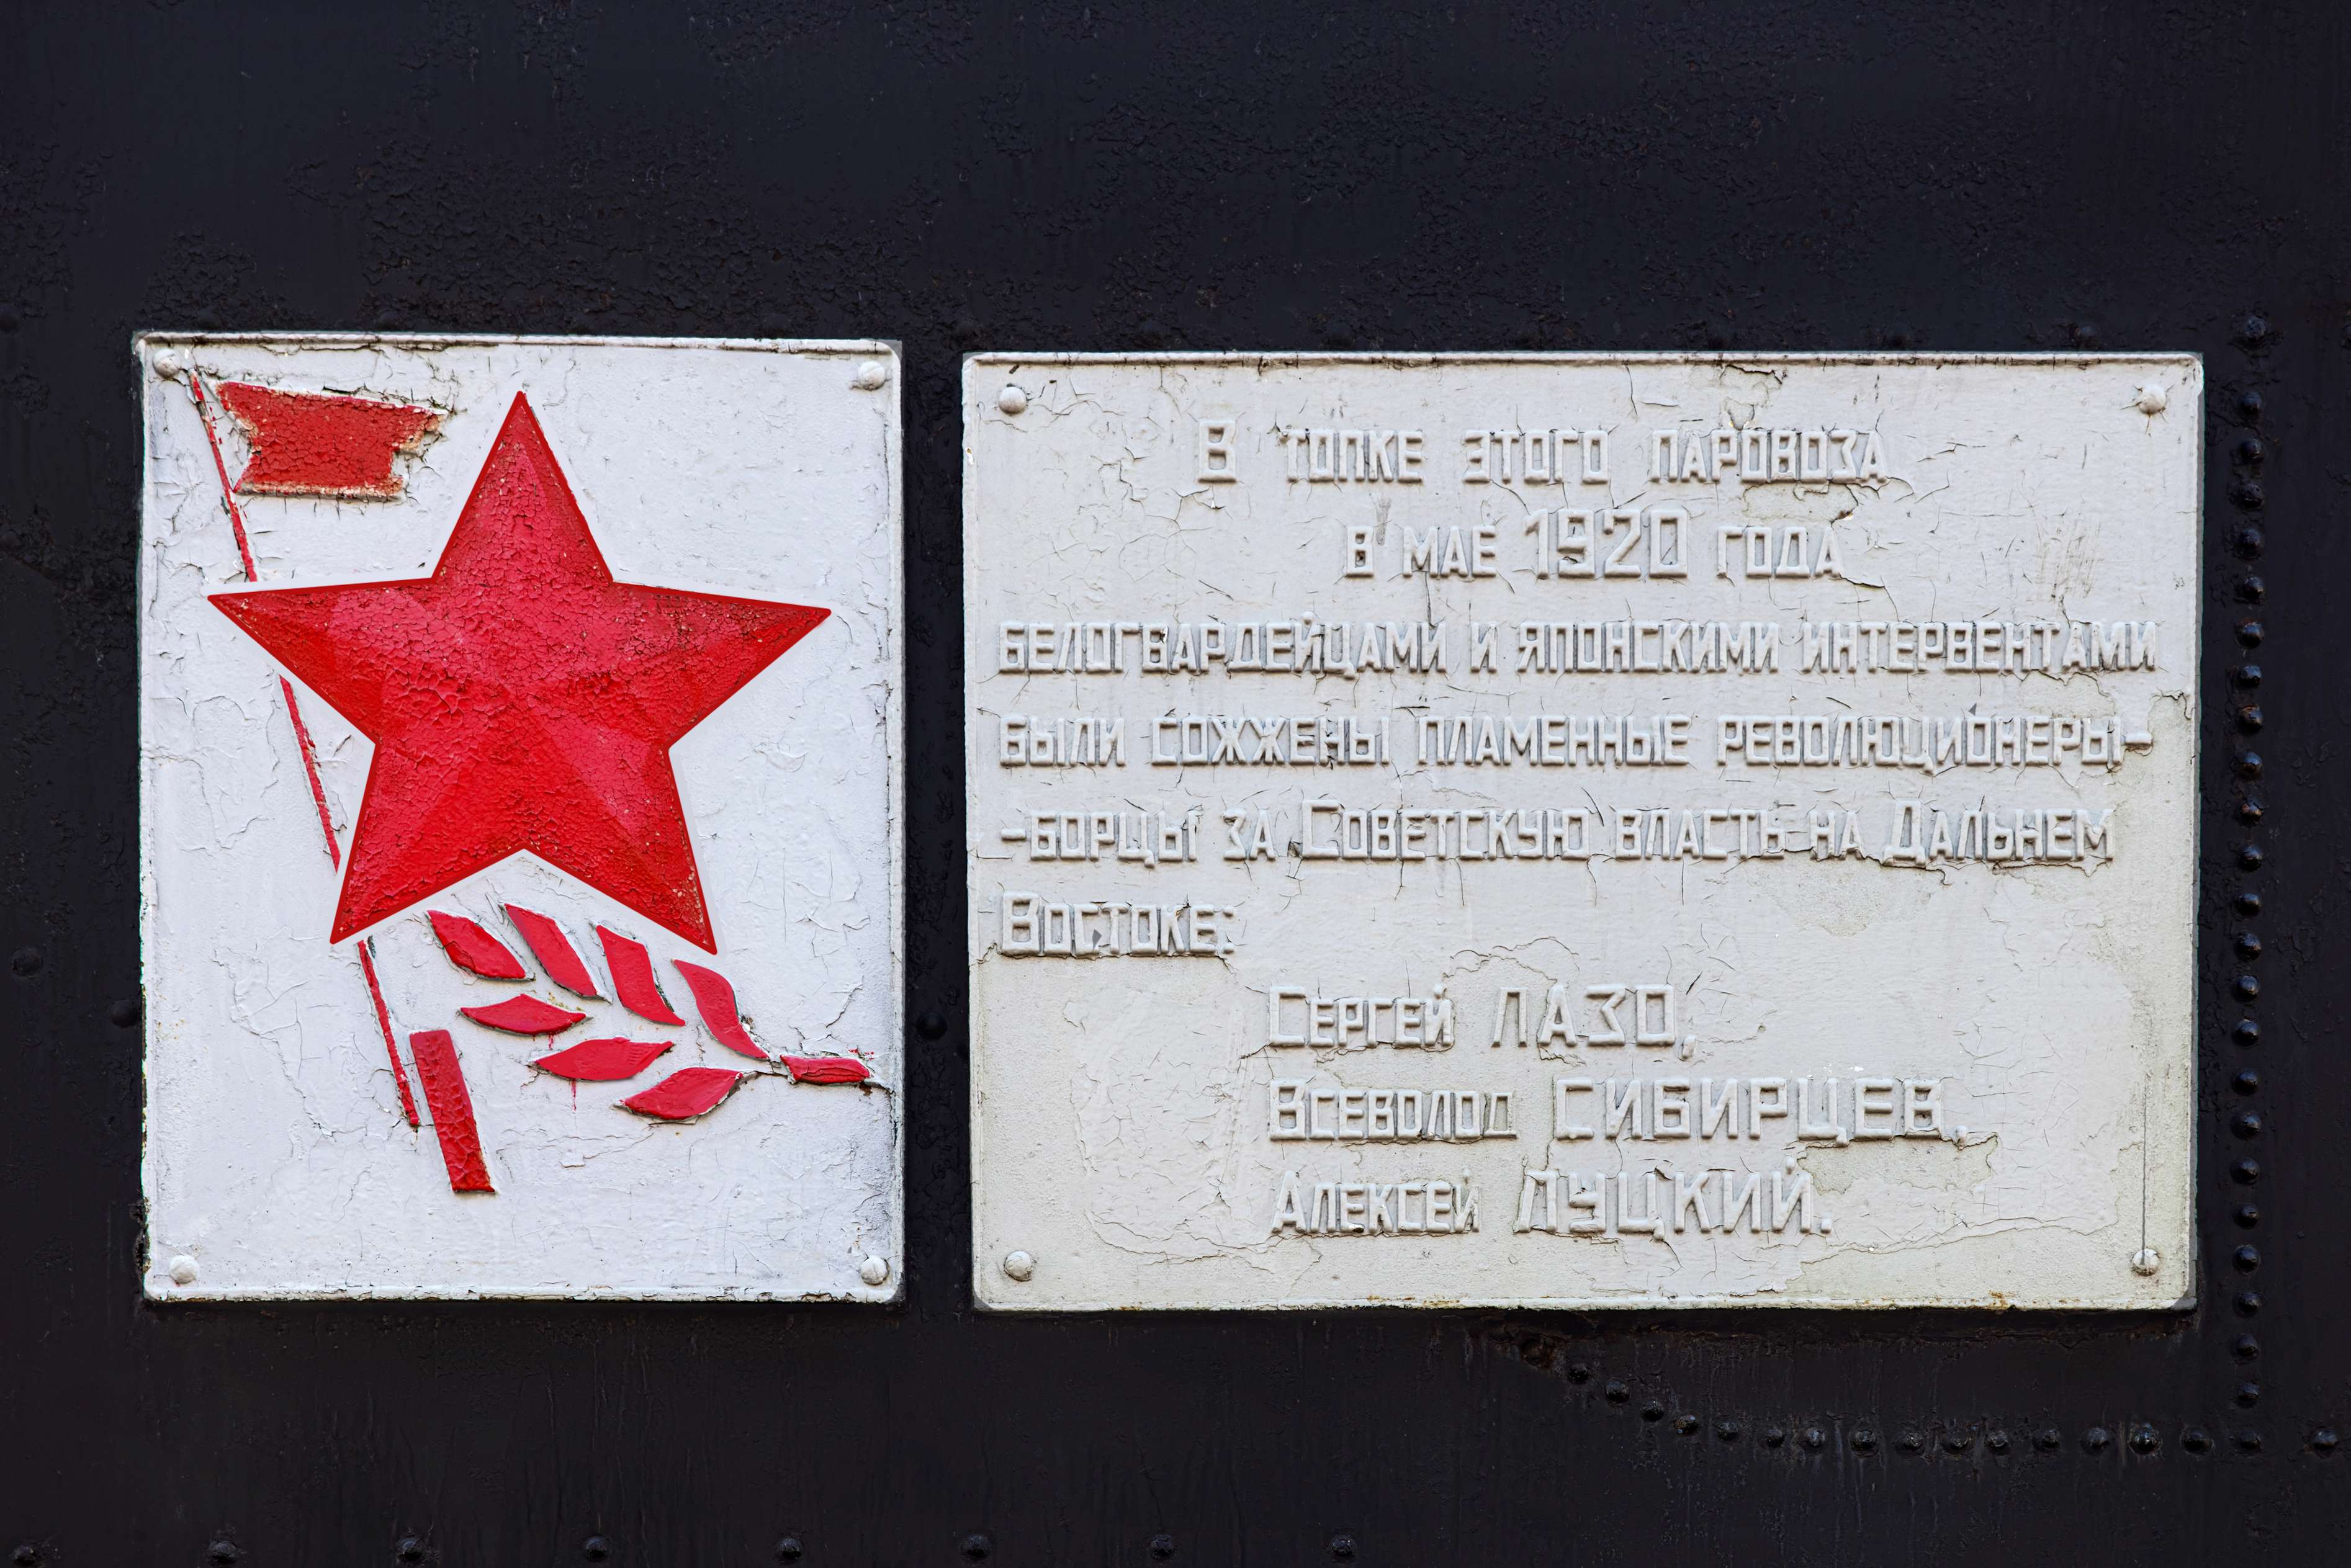 В ТОПКЕ ЭТОГО ПАРОВОЗА
В МАЕ 1920 ГОДА
БЕЛОГВАРДЕЙЦАМИ И ЯПОНСКИМИ ИНТЕРВЕНТАМИ
БЫЛИ СОЖЖЕНЫ ПЛАМЕННЫЕ РЕВОЛЮЦИОНЕРЫ-
-БОРЦЫ ЗА СОВЕТСКУЮ ВЛАСТЬ НА ДАЛЬНЕМ
ВОСТОКЕ:
СЕРГЕЙ ЛАЗО,
ВСЕВОЛОД СИБИРЦЕВ,
АЛЕКСЕЙ ЛУЦКИЙ.